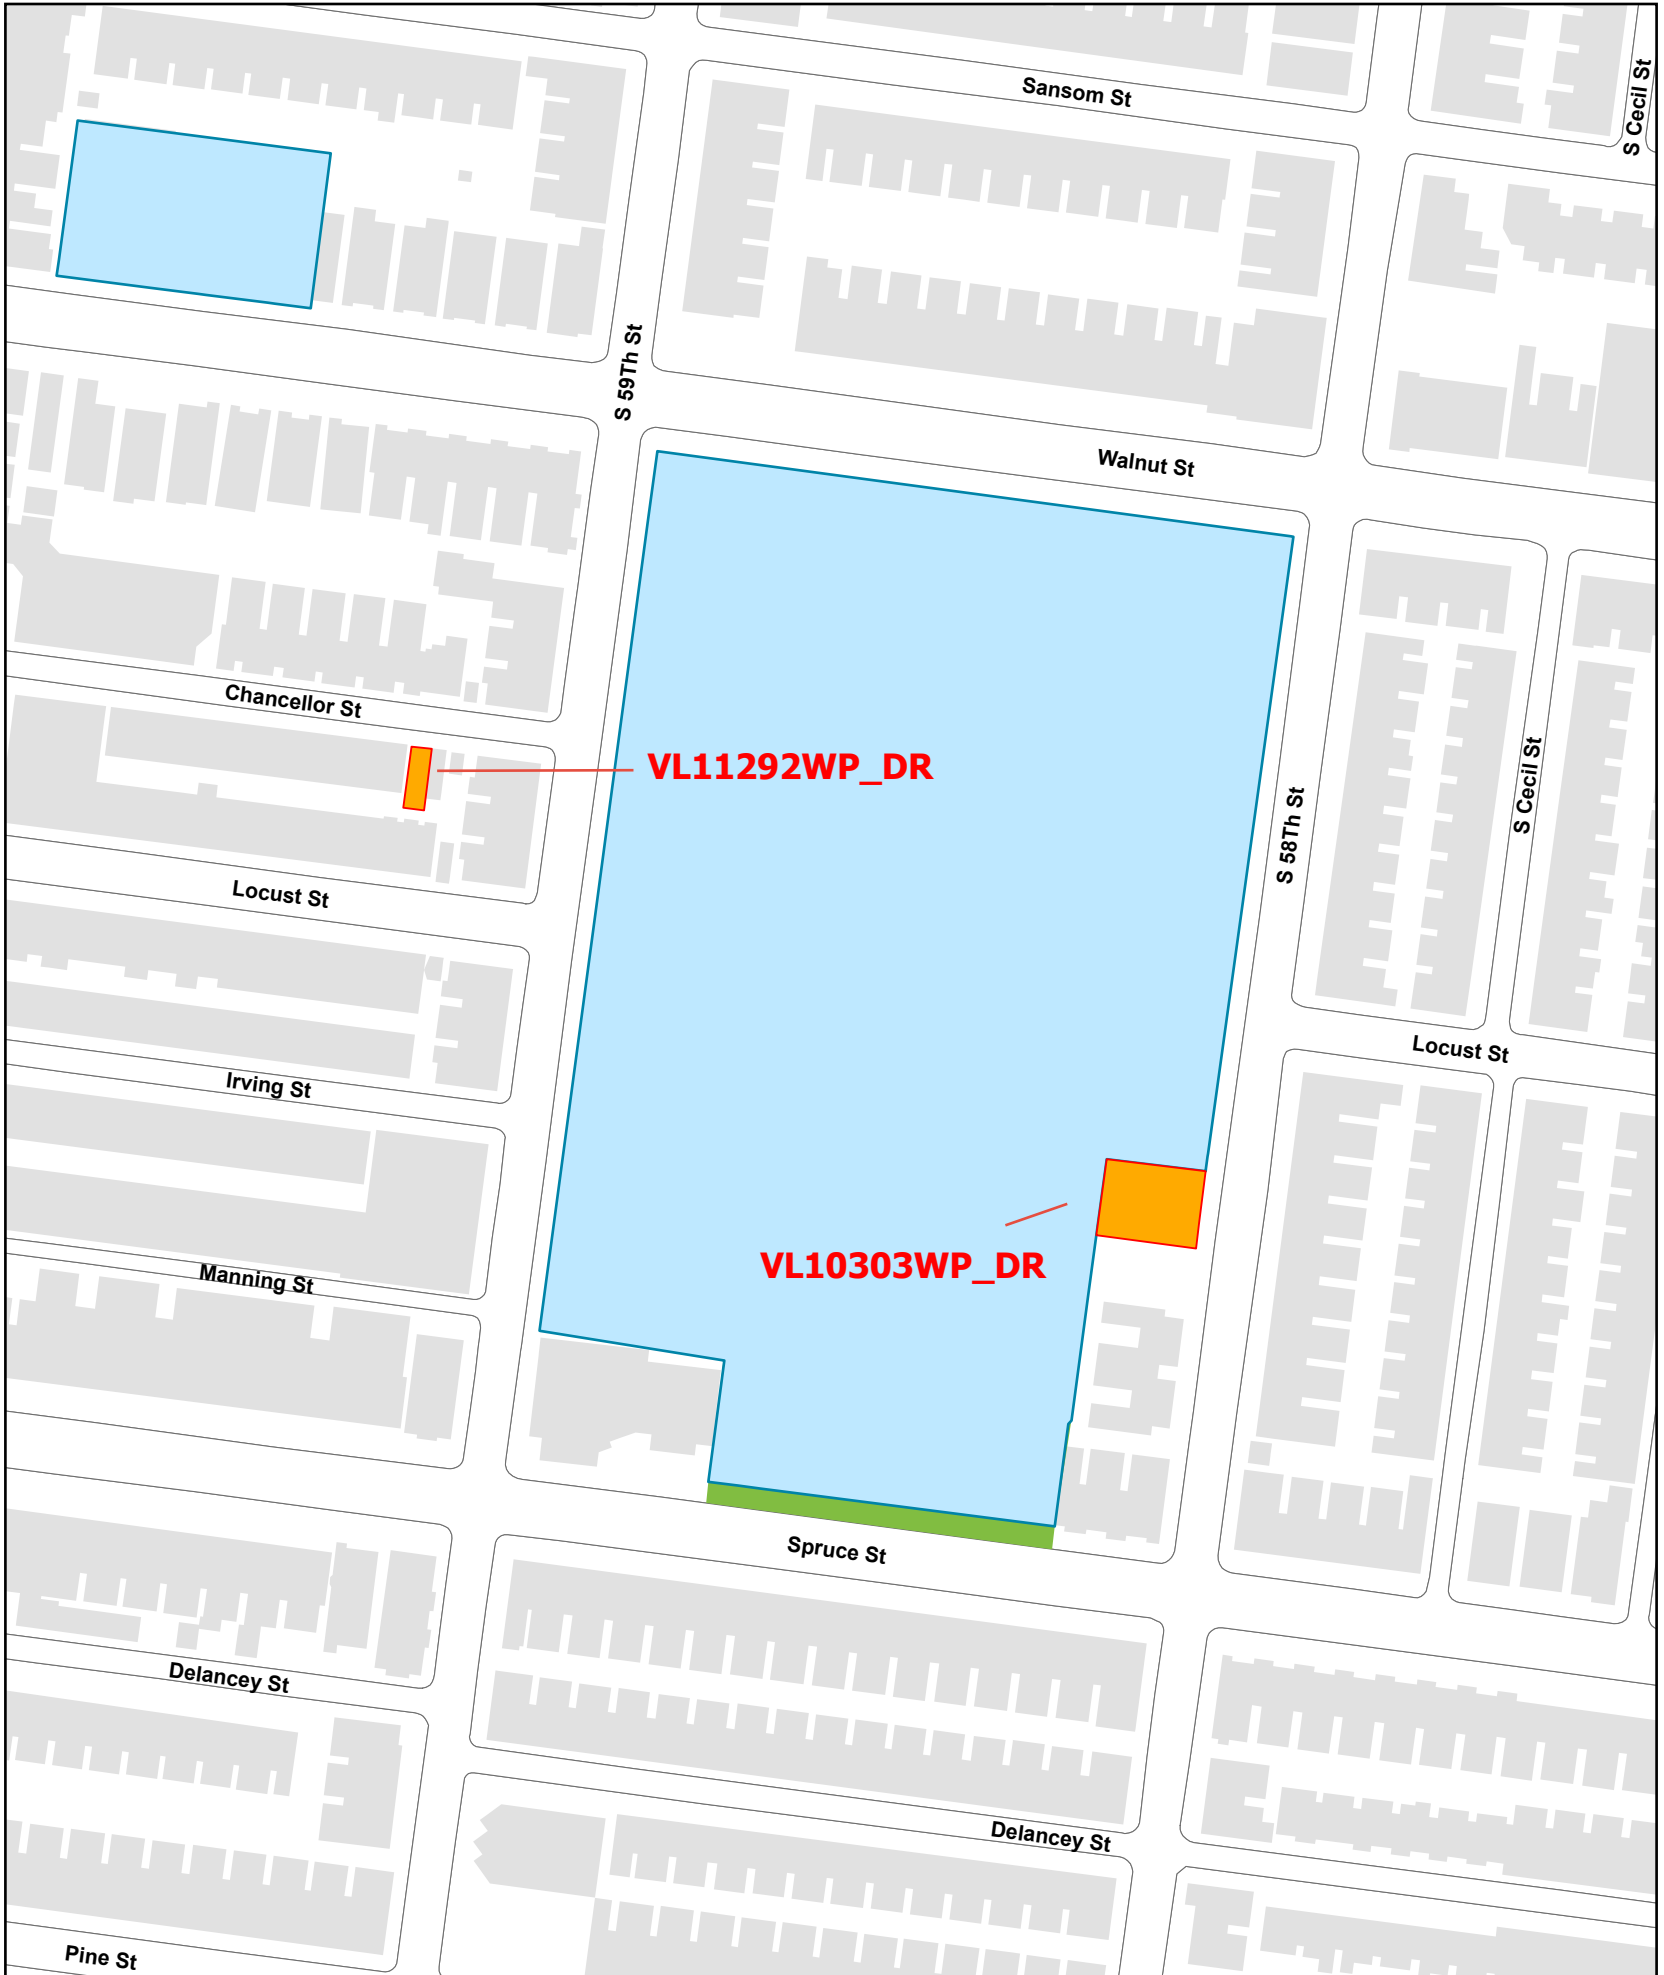 Sansom St
S Cecil St
S 59Th St
Walnut St
Chancellor St
VL11292WP_DR
S 58Th St
S Cecil St
Locust St
Locust St
Irving St
VL10303WP_DR
Manning St
Spruce St
Delancey St
Delancey St
Pine St